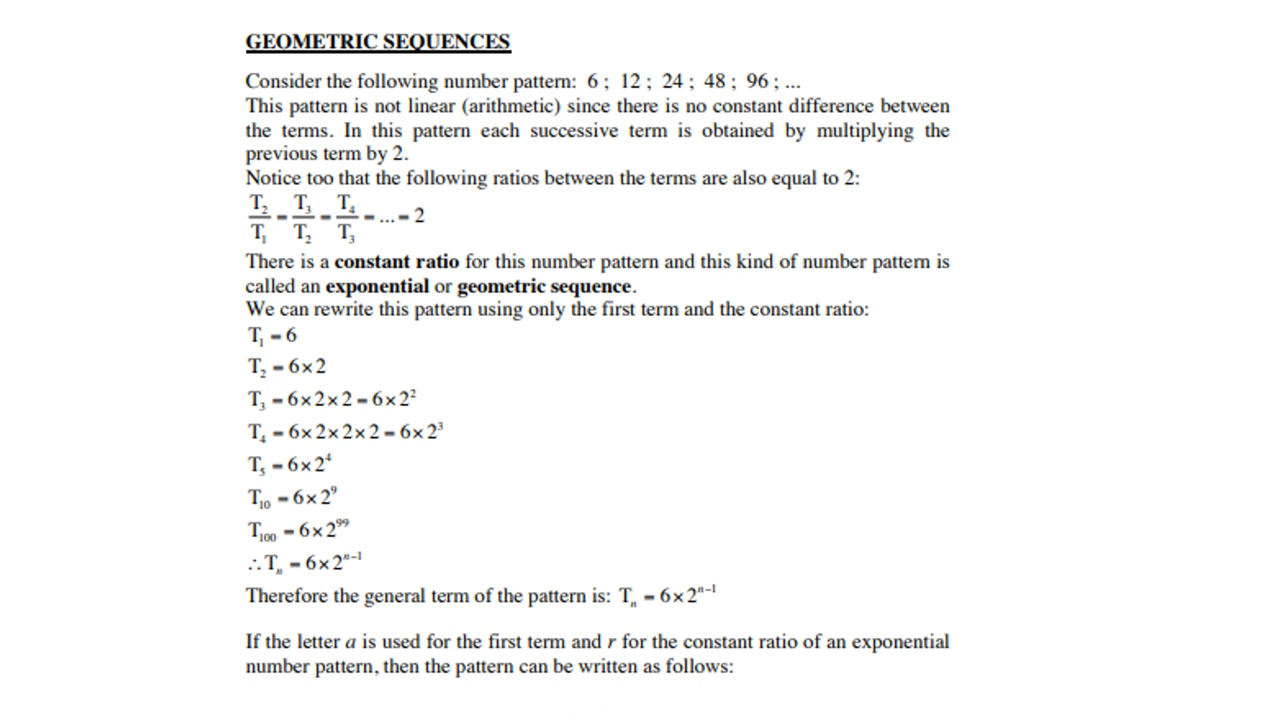 GEOMETRIC SEQUENCES
Consider the following number pattern: 6 ; 12 ; 24 ; 48 ; 96 ; ...
This pattern is not linear (arithmetic) since there is no constant difference between
the terms. In this pattern each successive term is obtained by multiplying the
previous term by 2.
Notice too that the following ratios between the terms are also equal to 2:
T₂/T₁ = T₃/T₂ = T₄/T₃ = ... = 2
There is a constant ratio for this number pattern and this kind of number pattern is
called an exponential or geometric sequence.
We can rewrite this pattern using only the first term and the constant ratio:
T₁ = 6
T₂ = 6×2
T₃ = 6×2×2 = 6×2²
T₄ = 6×2×2×2 = 6×2³
T₅ = 6×2⁴
T₁₀ = 6×2⁹
T₁₀₀ = 6×2⁹⁹
∴ Tₙ = 6×2ⁿ⁻¹
Therefore the general term of the pattern is: Tₙ = 6×2ⁿ⁻¹
If the letter a is used for the first term and r for the constant ratio of an exponential
number pattern, then the pattern can be written as follows: